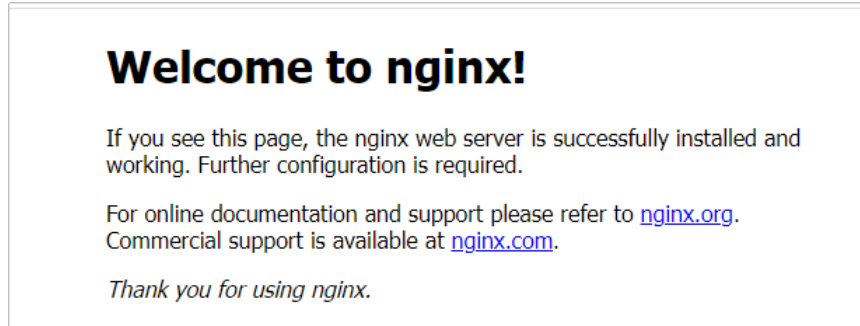 Welcome to nginx!
If you see this page, the nginx web server is successfully installed and
working. Further configuration is required.
For online documentation and support please refer to nginx.org.
Commercial support is available at nginx.com.
Thank you for using nginx.